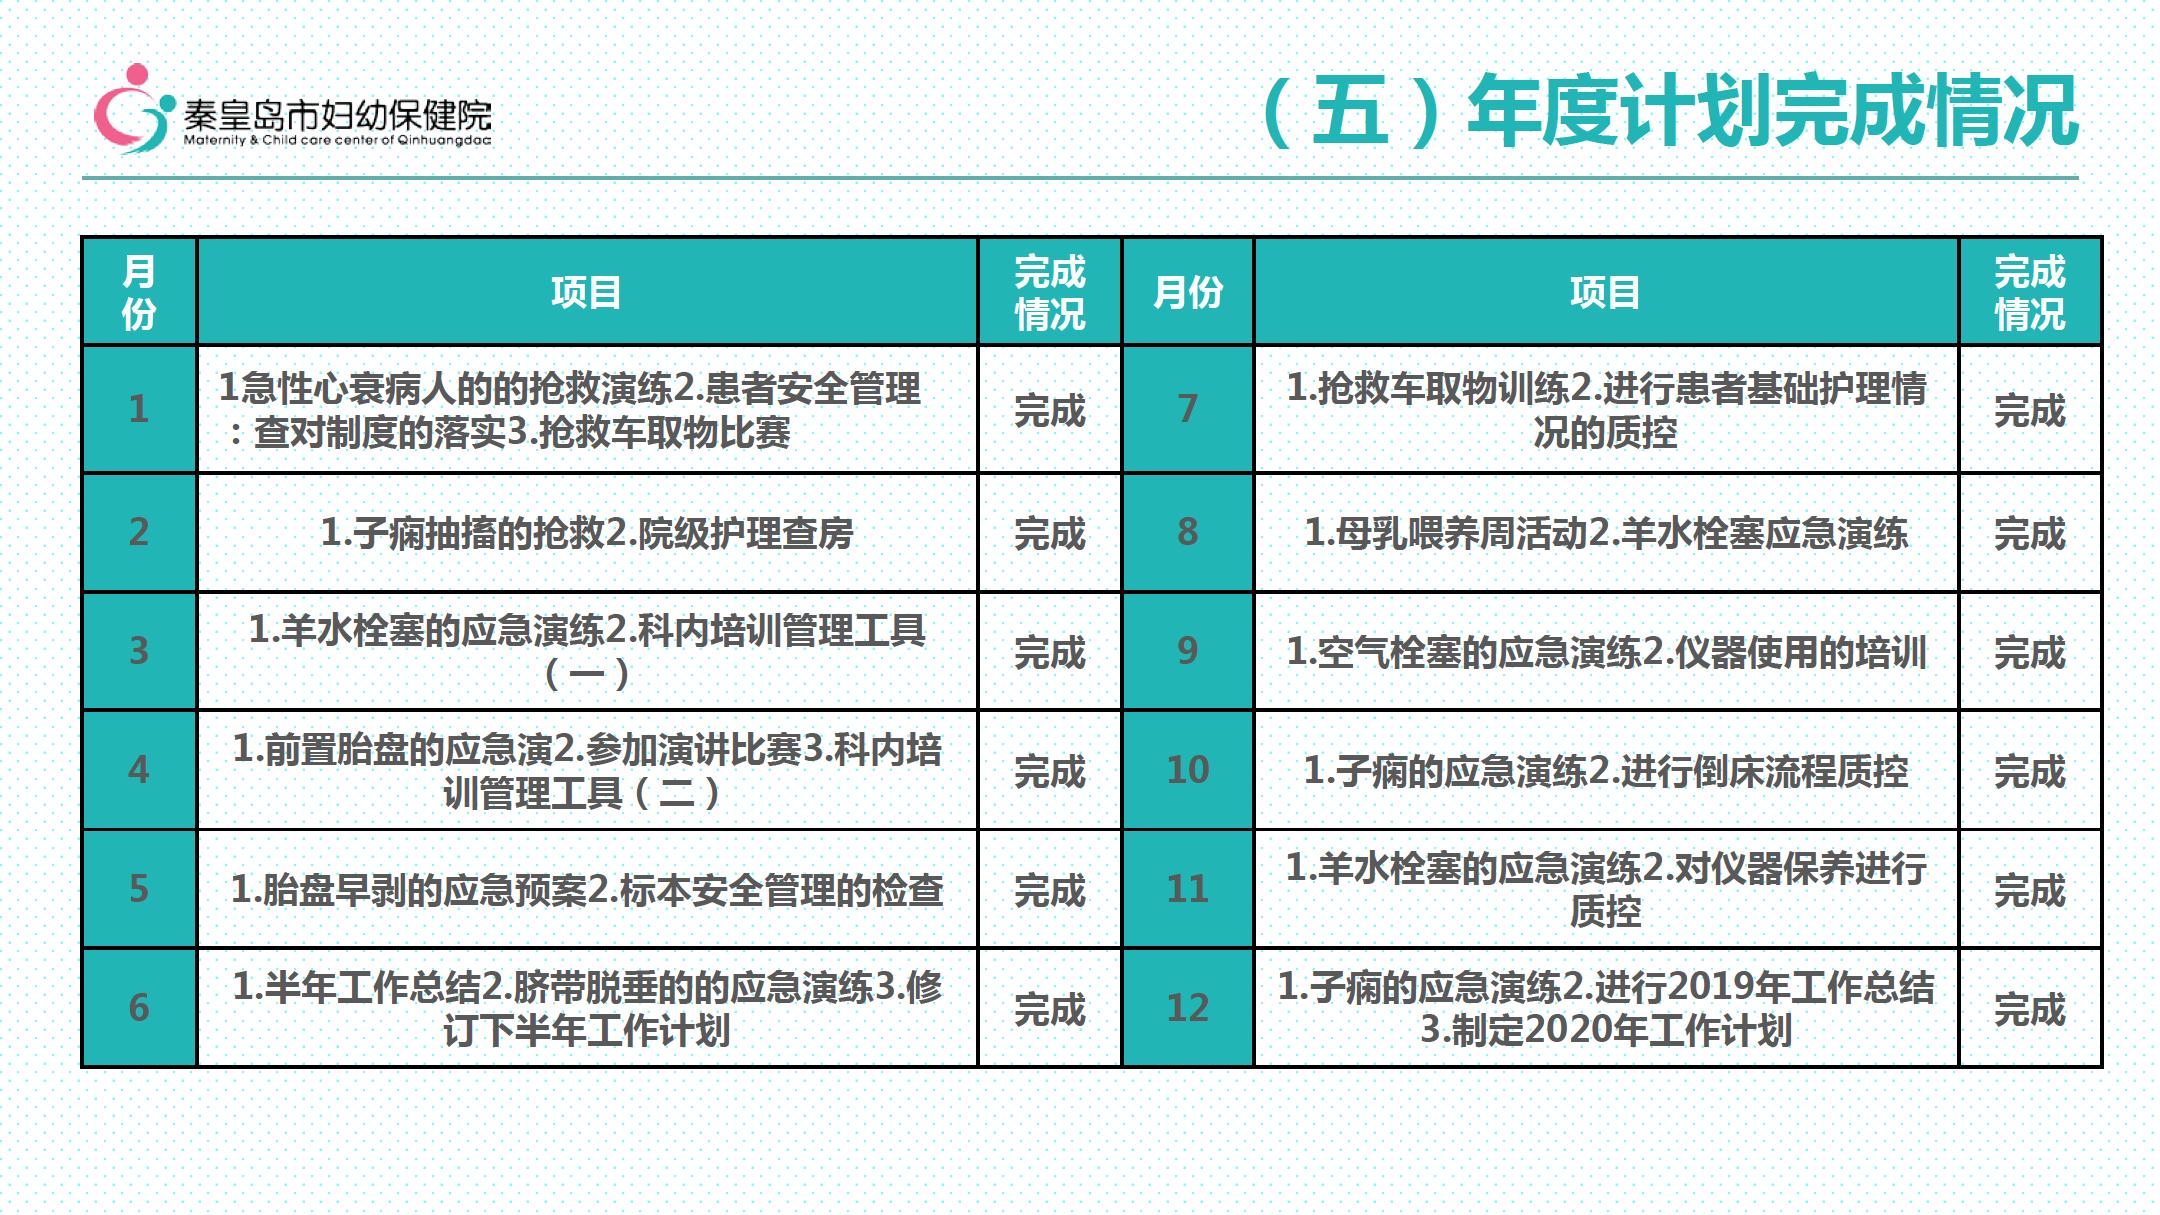 秦皇岛市妇幼保健院
Maternity & Child care center of Qinhuangdao
（五）年度计划完成情况
月
份
项目
完成
情况
月份
项目
完成
情况
1
1急性心衰病人的的抢救演练2.患者安全管理
：查对制度的落实3.抢救车取物比赛
完成
7
1.抢救车取物训练2.进行患者基础护理情
况的质控
完成
2
1.子痫抽搐的抢救2.院级护理查房
完成
8
1.母乳喂养周活动2.羊水栓塞应急演练
完成
3
1.羊水栓塞的应急演练2.科内培训管理工具
（一）
完成
9
1.空气栓塞的应急演练2.仪器使用的培训
完成
4
1.前置胎盘的应急演2.参加演讲比赛3.科内培
训管理工具（二）
完成
10
1.子痫的应急演练2.进行倒床流程质控
完成
5
1.胎盘早剥的应急预案2.标本安全管理的检查
完成
11
1.羊水栓塞的应急演练2.对仪器保养进行
质控
完成
6
1.半年工作总结2.脐带脱垂的的应急演练3.修
订下半年工作计划
完成
12
1.子痫的应急演练2.进行2019年工作总结
3.制定2020年工作计划
完成